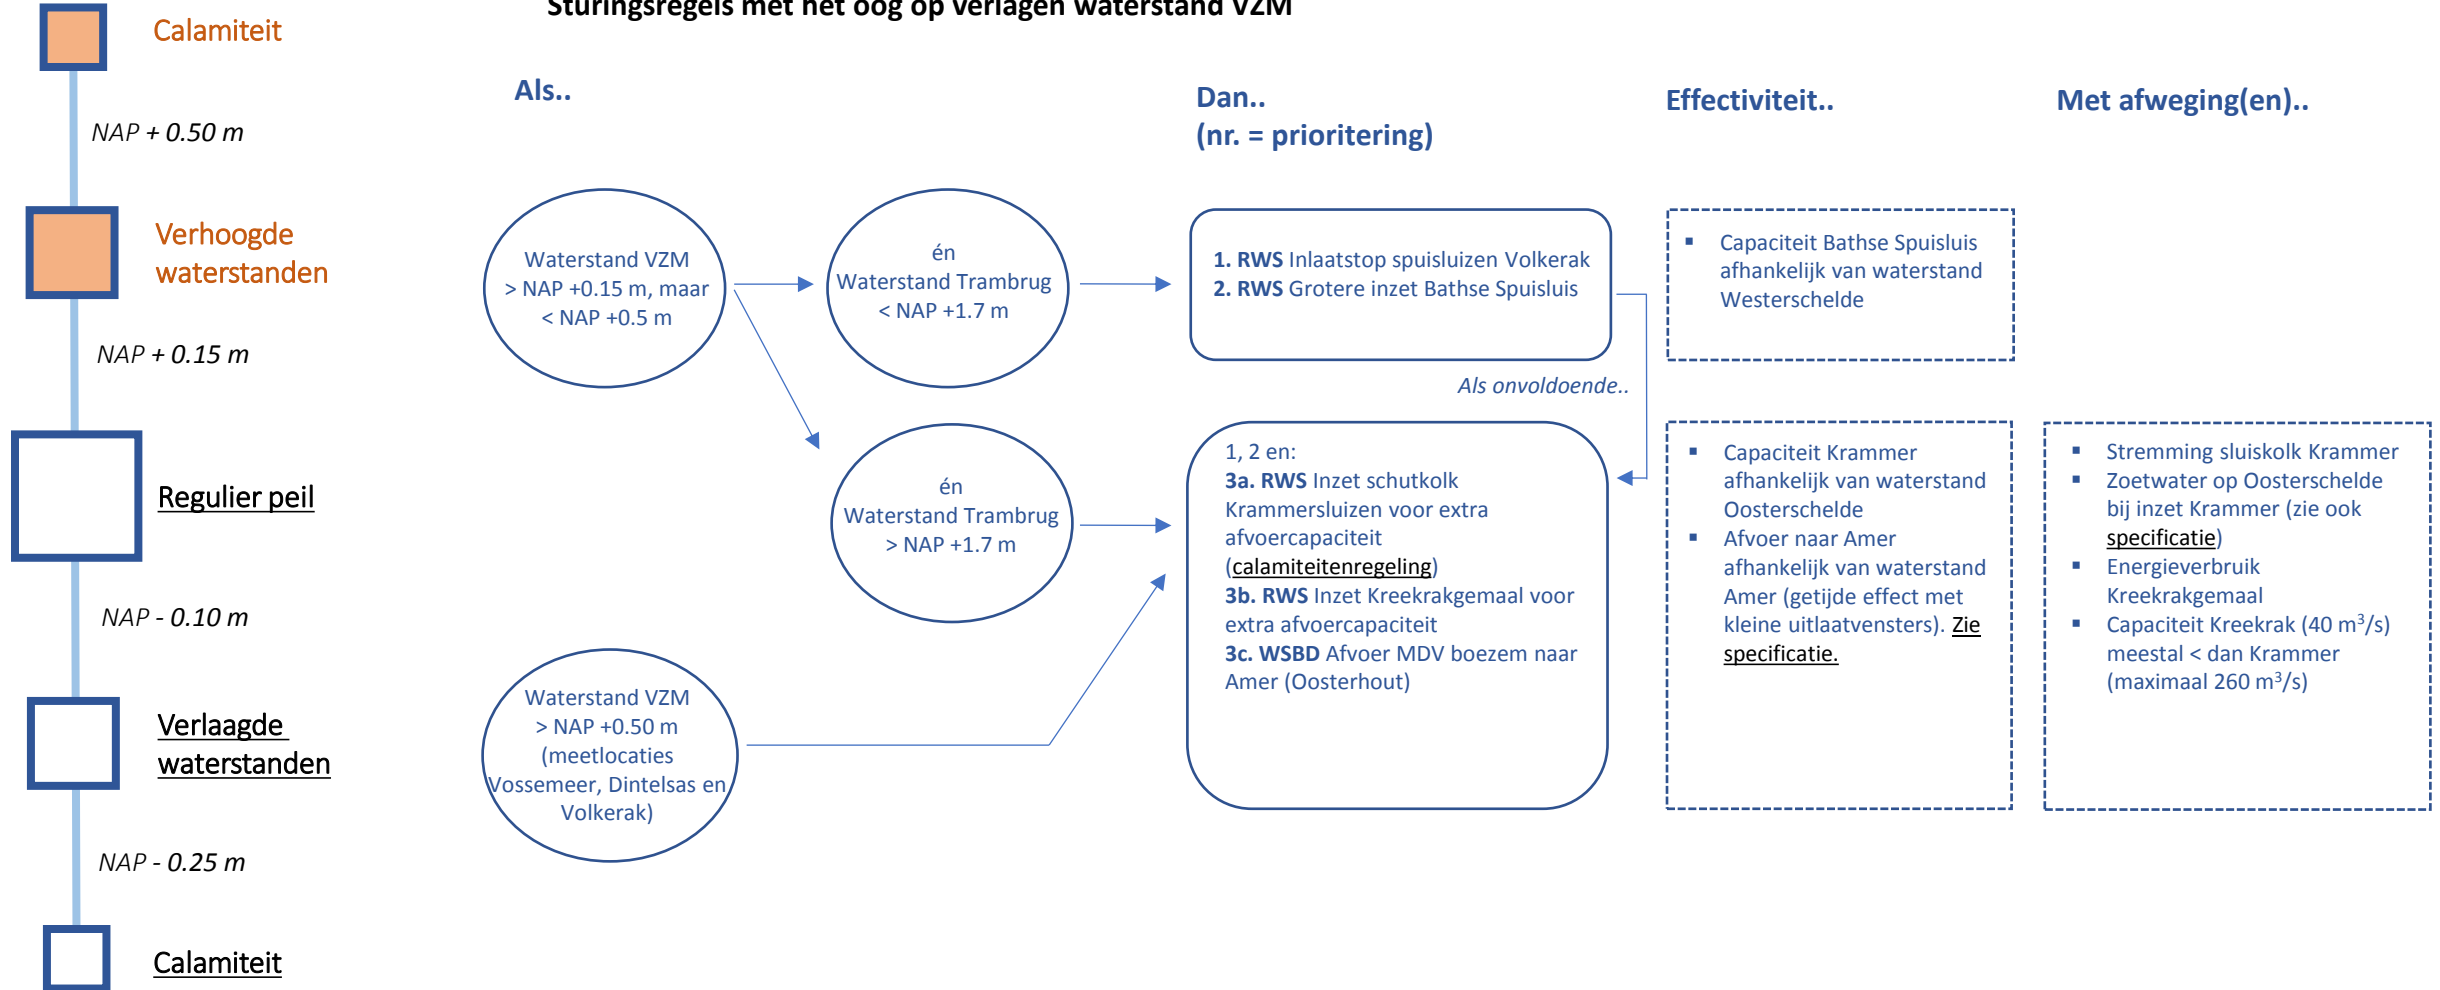 Sturingsregels met het oog op verlagen waterstand VZM
Calamiteit
NAP + 0.50 m
Verhoogde
waterstanden
NAP + 0.15 m
Regulier peil
NAP - 0.10 m
Verlaagde
waterstanden
NAP - 0.25 m
Calamiteit
Als..
Waterstand VZM
> NAP +0.15 m, maar
< NAP +0.5 m
én
Waterstand Trambrug
< NAP +1.7 m
én
Waterstand Trambrug
> NAP +1.7 m
Waterstand VZM
> NAP +0.50 m
(meetlocaties
Vossemeer, Dintelsas en
Volkerak)
Dan..
(nr. = prioritering)
1. RWS Inlaatstop spuisluizen Volkerak
2. RWS Grotere inzet Bathse Spuisluis
Als onvoldoende..
1, 2 en:
3a. RWS Inzet schutkolk
Krammersluizen voor extra
afvoercapaciteit
(calamiteitenregeling)
3b. RWS Inzet Kreekrakgemaal voor
extra afvoercapaciteit
3c. WSBD Afvoer MDV boezem naar
Amer (Oosterhout)
Effectiviteit..
▪ Capaciteit Bathse Spuisluis
afhankelijk van waterstand
Westerschelde
▪ Capaciteit Krammer
afhankelijk van waterstand
Oosterschelde
▪ Afvoer naar Amer
afhankelijk van waterstand
Amer (getijde effect met
kleine uitlaatvensters). Zie
specificatie.
Met afweging(en)..
▪ Stremming sluiskolk Krammer
▪ Zoetwater op Oosterschelde
bij inzet Krammer (zie ook
specificatie)
▪ Energieverbruik
Kreekrakgemaal
▪ Capaciteit Kreekrak (40 m³/s)
meestal < dan Krammer
(maximaal 260 m³/s)